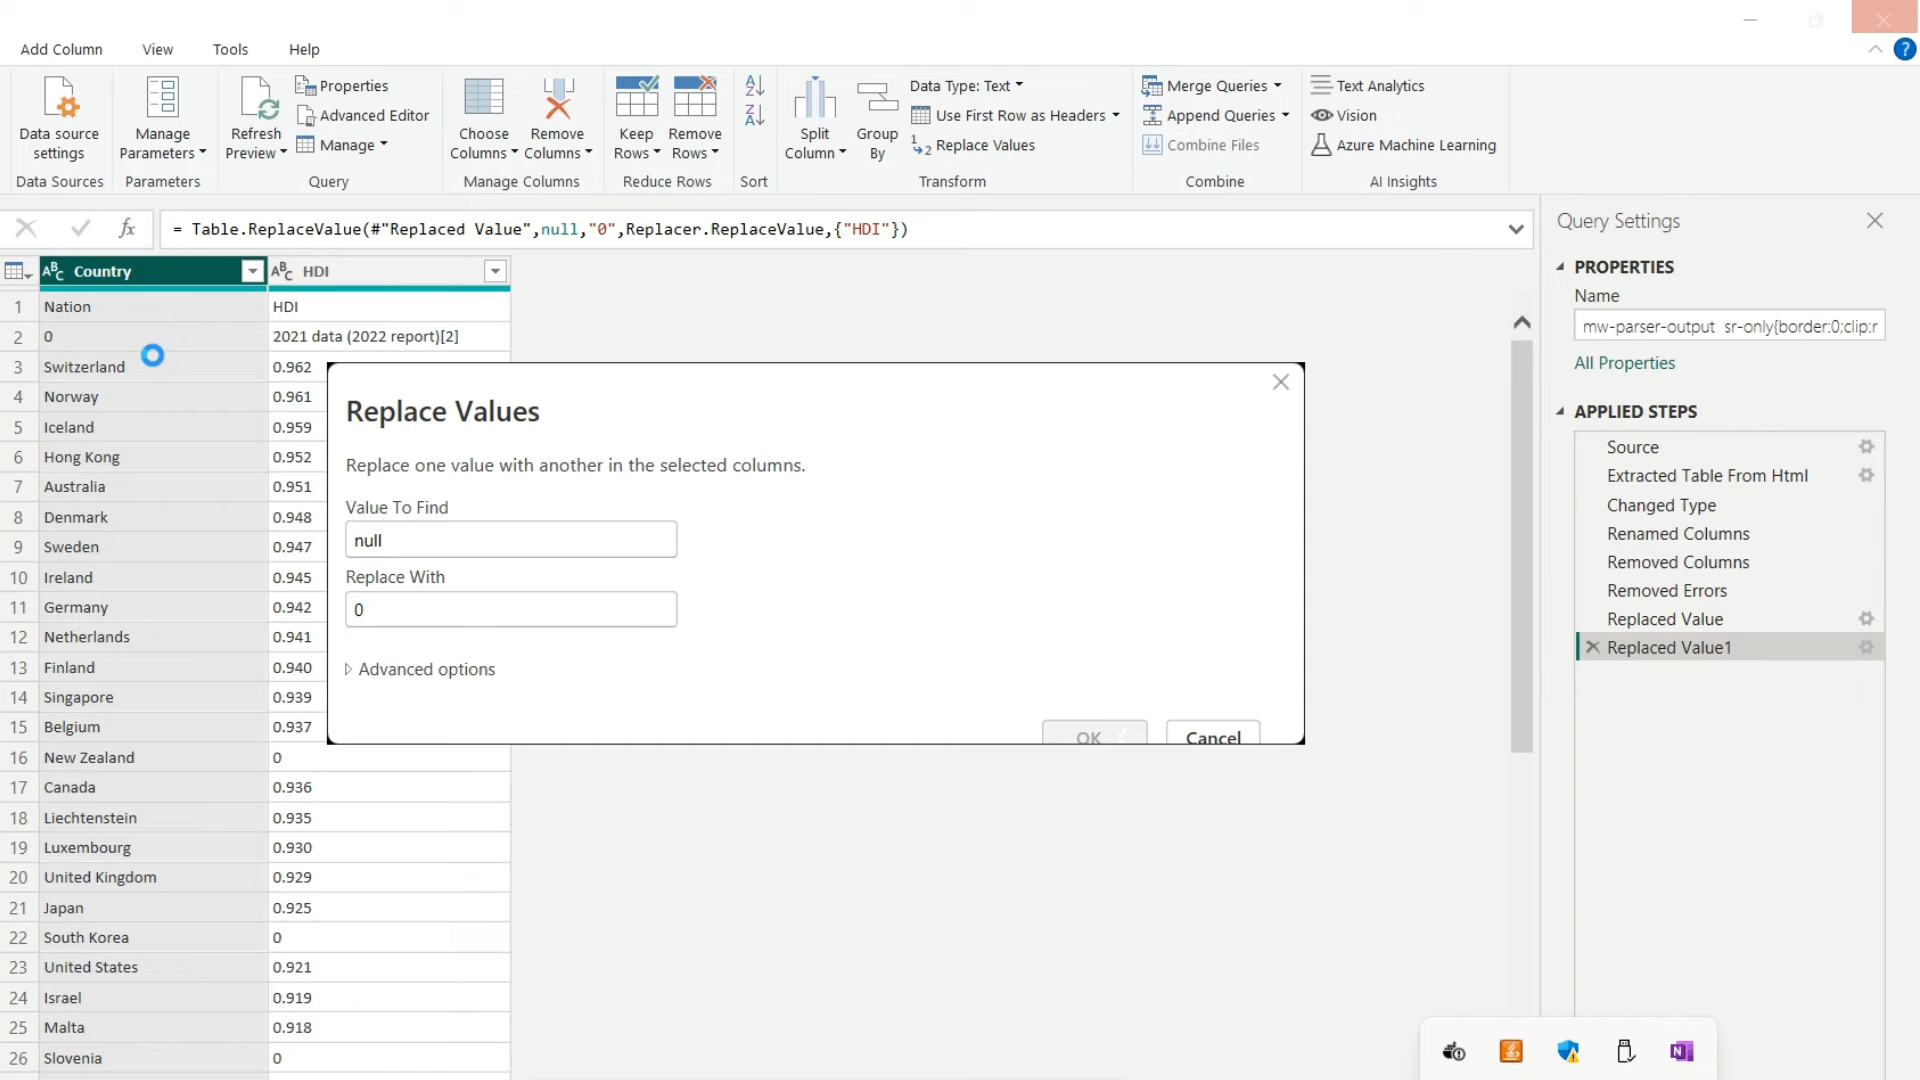 Add Column View Tools Help
Data source settings
Manage Parameters
Refresh Preview
Properties
Advanced Editor
Manage
Choose Columns
Remove Columns
Keep Rows
Remove Rows
Split Column
Group By
Data Type: Text
Use First Row as Headers
Replace Values
Merge Queries
Append Queries
Combine Files
Text Analytics
Vision
Azure Machine Learning
Data Sources Parameters Query Manage Columns Reduce Rows Sort Transform Combine AI Insights
fx = Table.ReplaceValue(#"Replaced Value",null,"0",Replacer.ReplaceValue,{"HDI"})
Country HDI
1 Nation HDI
2 0 2021 data (2022 report)[2]
3 Switzerland 0.962
4 Norway 0.961
5 Iceland 0.959
6 Hong Kong 0.952
7 Australia 0.951
8 Denmark 0.948
9 Sweden 0.947
10 Ireland 0.945
11 Germany 0.942
12 Netherlands 0.941
13 Finland 0.940
14 Singapore 0.939
15 Belgium 0.937
16 New Zealand 0
17 Canada 0.936
18 Liechtenstein 0.935
19 Luxembourg 0.930
20 United Kingdom 0.929
21 Japan 0.925
22 South Korea 0
23 United States 0.921
24 Israel 0.919
25 Malta 0.918
26 Slovenia 0
Replace Values
Replace one value with another in the selected columns.
Value To Find
null
Replace With
0
Advanced options
OK Cancel
Query Settings
PROPERTIES
Name
mw-parser-output sr-only{border:0;clip:r
All Properties
APPLIED STEPS
Source
Extracted Table From Html
Changed Type
Renamed Columns
Removed Columns
Removed Errors
Replaced Value
Replaced Value1